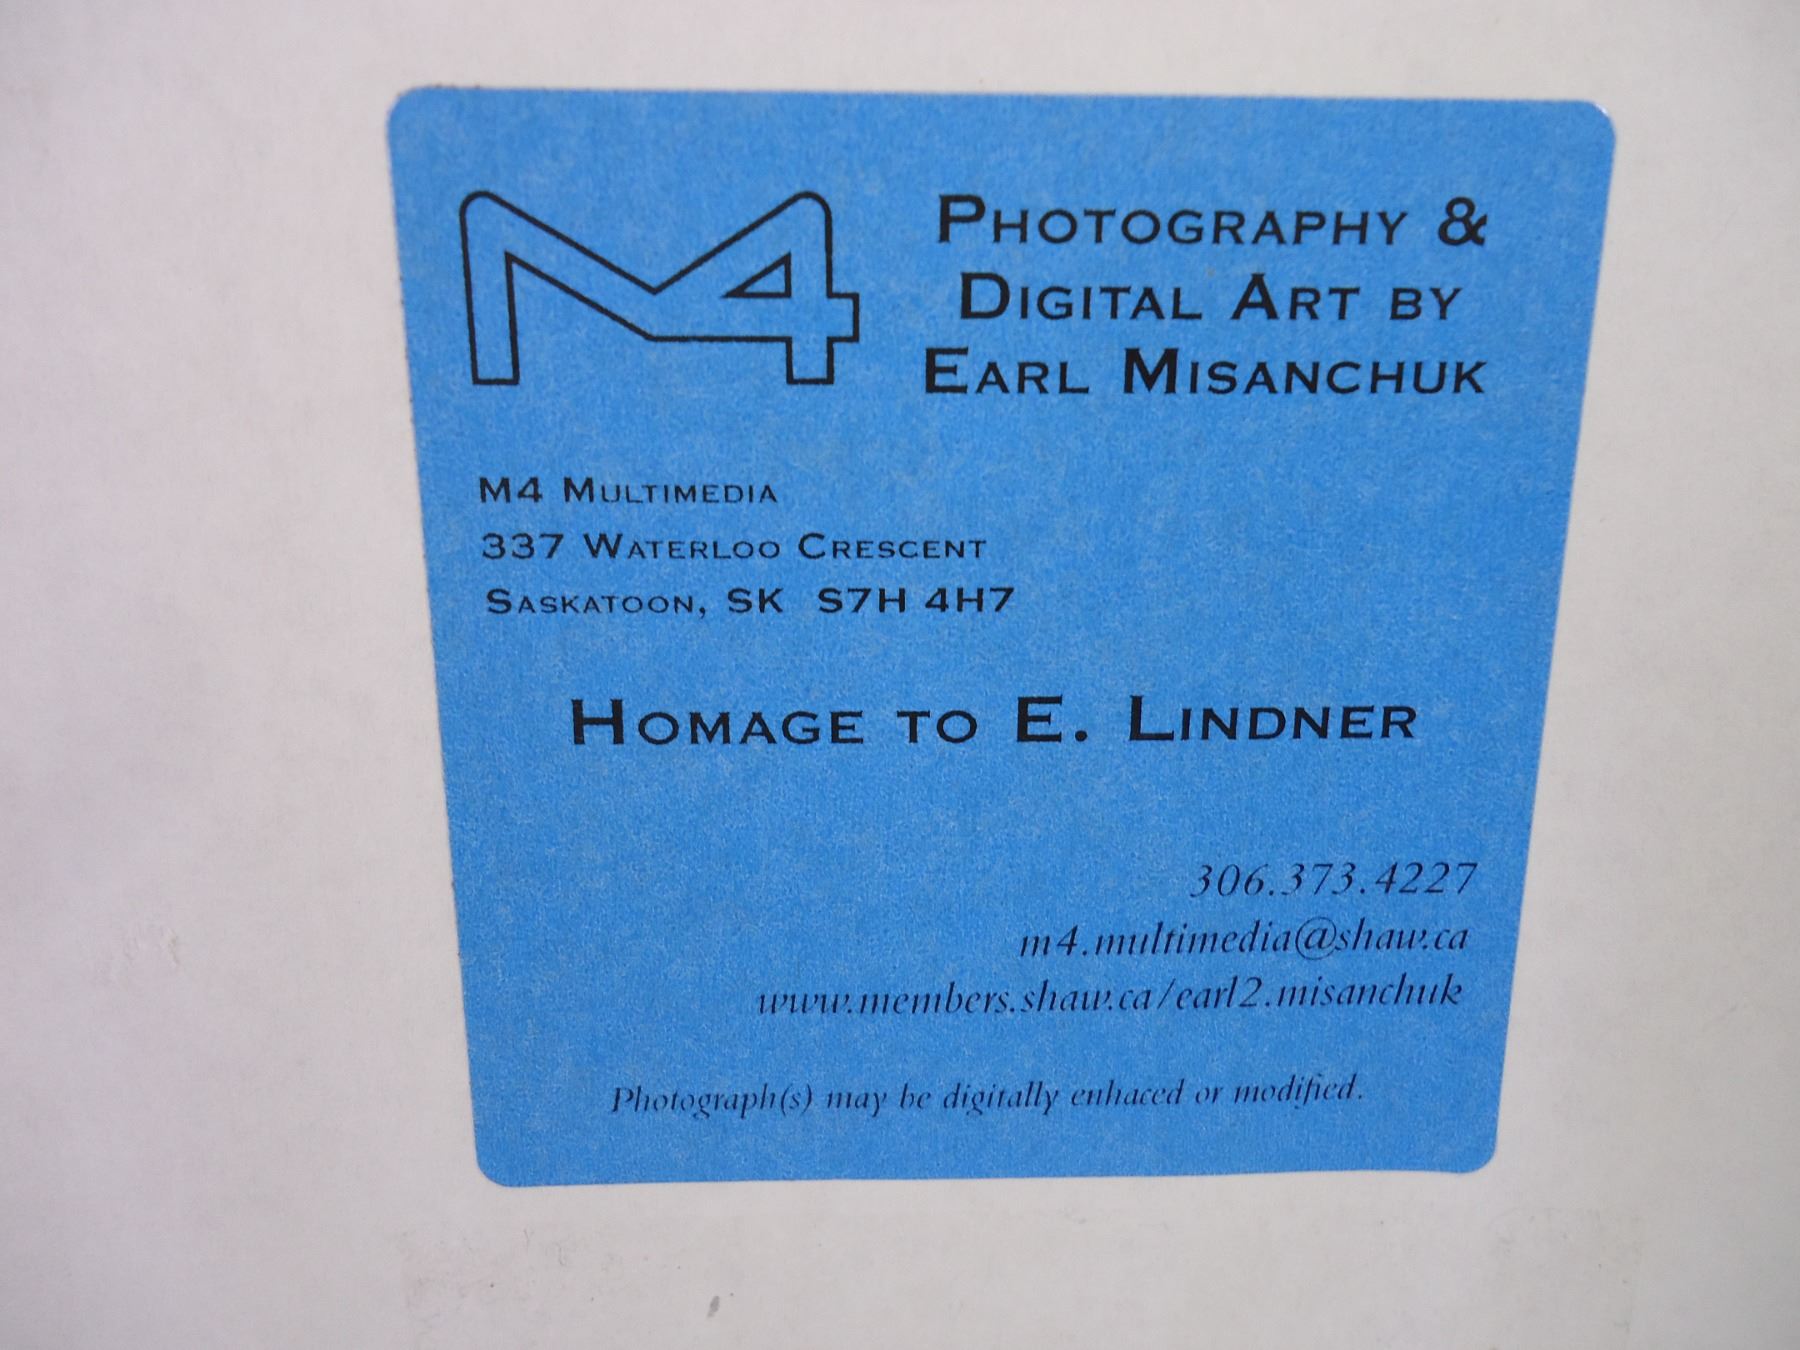 M4
PHOTOGRAPHY &
DIGITAL ART BY
EARL MISANCHUK
M4 MULTIMEDIA
337 WATERLOO CRESCENT
SASKATOON, SK S7H 4H7
HOMAGE TO E. LINDNER
306.373.4227
m4.multimedia@shaw.ca
www.members.shaw.ca/earl2.misanchuk
Photograph(s) may be digitally enhaced or modified.